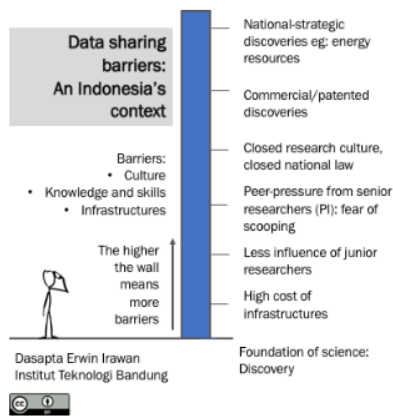 Data sharing
barriers:
An Indonesia's
context
Barriers:
• Culture
• Knowledge and skills
• Infrastructures
The higher
the wall
means
more
barriers
National-strategic
discoveries eg: energy
resources
Commercial/patented
discoveries
Closed research culture,
closed national law
Peer-pressure from senior
researchers (PI): fear of
scooping
Less influence of junior
researchers
High cost of
infrastructures
Foundation of science:
Discovery
Dasapta Erwin Irawan
Institut Teknologi Bandung
cc
BY